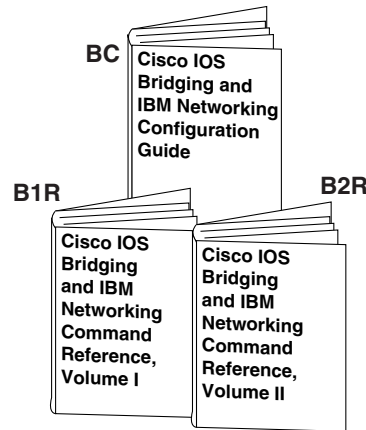 BC
Cisco IOS
Bridging and
IBM Networking
Configuration
Guide
B1R
Cisco IOS
Bridging
and IBM
Networking
Command
Reference,
Volume I
B2R
Cisco IOS
Bridging
and IBM
Networking
Command
Reference,
Volume II